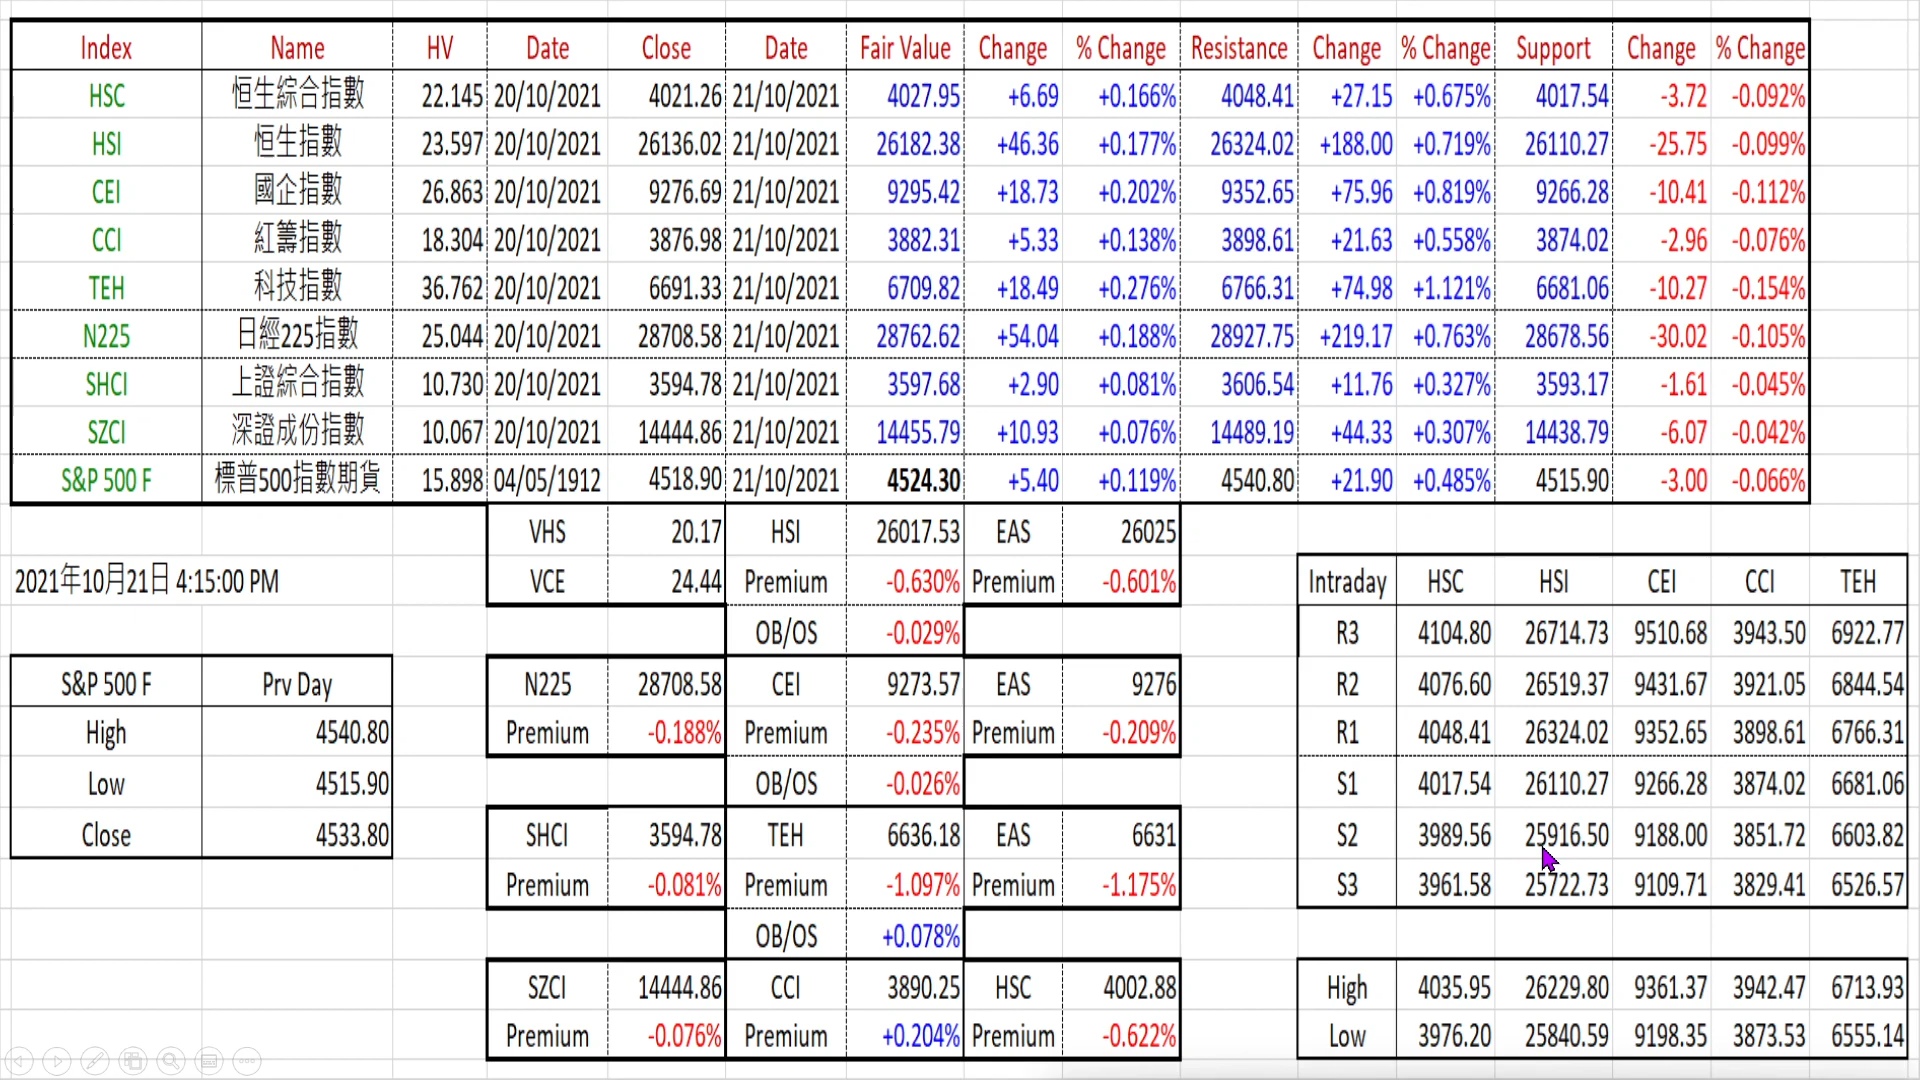 Index Name HV Date Close Date Fair Value Change % Change Resistance Change % Change Support Change % Change
HSC 恒生綜合指數 22.145 20/10/2021 4021.26 21/10/2021 4027.95 +6.69 +0.166% 4048.41 +27.15 +0.675% 4017.54 -3.72 -0.092%
HSI 恒生指數 23.597 20/10/2021 26136.02 21/10/2021 26182.38 +46.36 +0.177% 26324.02 +188.00 +0.719% 26110.27 -25.75 -0.099%
CEI 國企指數 26.863 20/10/2021 9276.69 21/10/2021 9295.42 +18.73 +0.202% 9352.65 +75.96 +0.819% 9266.28 -10.41 -0.112%
CCI 紅籌指數 18.304 20/10/2021 3876.98 21/10/2021 3882.31 +5.33 +0.138% 3898.61 +21.63 +0.558% 3874.02 -2.96 -0.076%
TEH 科技指數 36.762 20/10/2021 6691.33 21/10/2021 6709.82 +18.49 +0.276% 6766.31 +74.98 +1.121% 6681.06 -10.27 -0.154%
N225 日經225指數 25.044 20/10/2021 28708.58 21/10/2021 28762.62 +54.04 +0.188% 28927.75 +219.17 +0.763% 28678.56 -30.02 -0.105%
SHCI 上證綜合指數 10.730 20/10/2021 3594.78 21/10/2021 3597.68 +2.90 +0.081% 3606.54 +11.76 +0.327% 3593.17 -1.61 -0.045%
SZCI 深證成份指數 10.067 20/10/2021 14444.86 21/10/2021 14455.79 +10.93 +0.076% 14489.19 +44.33 +0.307% 14438.79 -6.07 -0.042%
S&P 500 F 標普500指數期貨 15.898 04/05/1912 4518.90 21/10/2021 4524.30 +5.40 +0.119% 4540.80 +21.90 +0.485% 4515.90 -3.00 -0.066%
VHS 20.17 HSI 26017.53 EAS 26025
2021年10月21日 4:15:00 PM VCE 24.44 Premium -0.630% Premium -0.601% Intraday HSC HSI CEI CCI TEH
OB/OS -0.029% R3 4104.80 26714.73 9510.68 3943.50 6922.77
S&P 500 F Prv Day N225 28708.58 CEI 9273.57 EAS 9276 R2 4076.60 26519.37 9431.67 3921.05 6844.54
High 4540.80 Premium -0.188% Premium -0.235% Premium -0.209% R1 4048.41 26324.02 9352.65 3898.61 6766.31
Low 4515.90 OB/OS -0.026% S1 4017.54 26110.27 9266.28 3874.02 6681.06
Close 4533.80 SHCI 3594.78 TEH 6636.18 EAS 6631 S2 3989.56 25916.50 9188.00 3851.72 6603.82
Premium -0.081% Premium -1.097% Premium -1.175% S3 3961.58 25722.73 9109.71 3829.41 6526.57
OB/OS +0.078%
SZCI 14444.86 CCI 3890.25 HSC 4002.88 High 4035.95 26229.80 9361.37 3942.47 6713.93
Premium -0.076% Premium +0.204% Premium -0.622% Low 3976.20 25840.59 9198.35 3873.53 6555.14